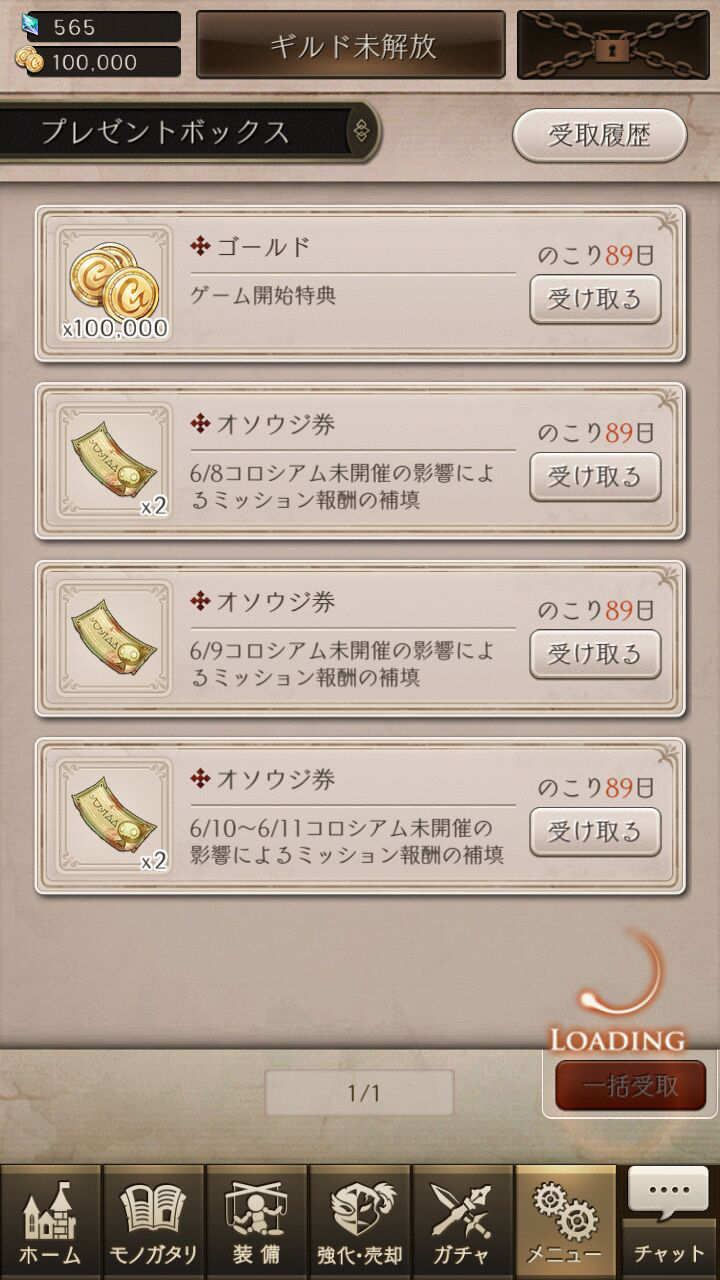 565
100,000
ギルド未解放
プレゼントボックス
受取履歴
x100,000
ゴールド
ゲーム開始特典
のこり89日
受け取る
x2
オソウジ券
6/8コロシアム未開催の影響によ
るミッション報酬の補填
のこり89日
受け取る
オソウジ券
6/9コロシアム未開催の影響によ
るミッション報酬の補填
のこり89日
受け取る
x2
オソウジ券
6/10～6/11コロシアム未開催の
影響によるミッション報酬の補填
のこり89日
受け取る
LOADING
1/1
一括受取
ホーム
モノガタリ
装備
強化・売却
ガチャ
メニュー
チャット